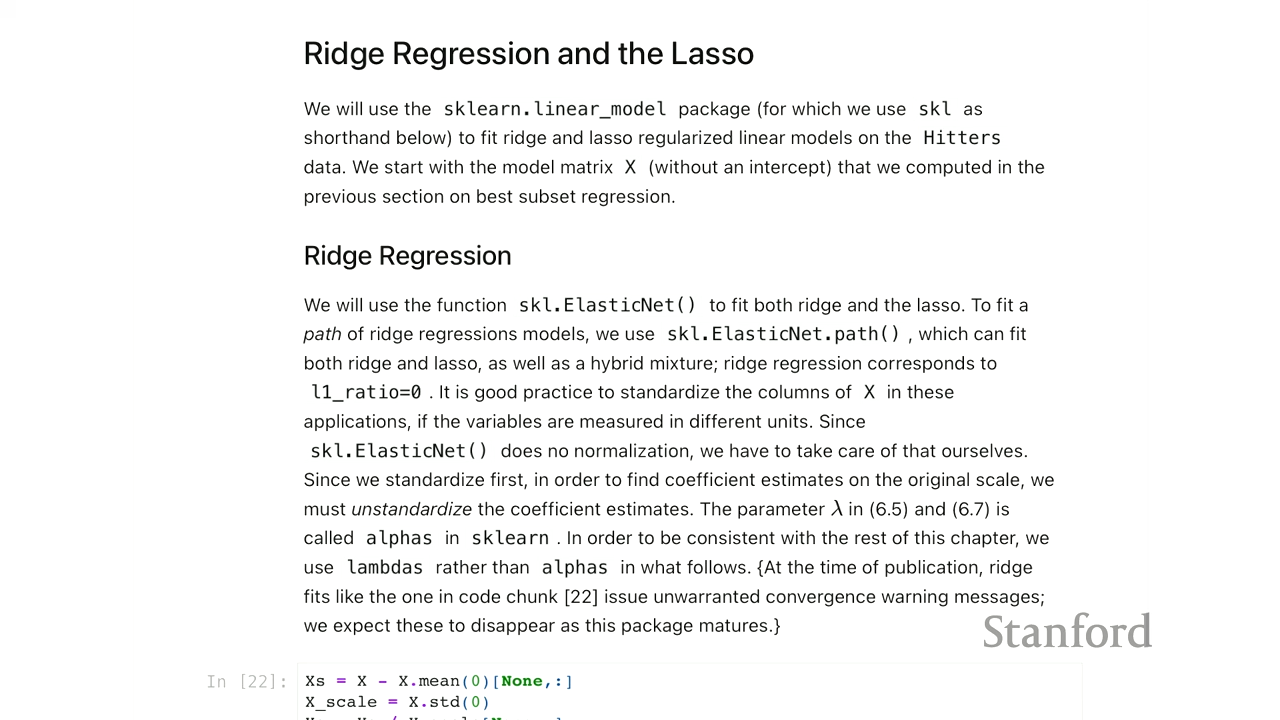 Ridge Regression and the Lasso
We will use the sklearn.linear_model package (for which we use skl as
shorthand below) to fit ridge and lasso regularized linear models on the Hitters
data. We start with the model matrix X (without an intercept) that we computed in the
previous section on best subset regression.
Ridge Regression
We will use the function skl.ElasticNet() to fit both ridge and the lasso. To fit a
path of ridge regressions models, we use skl.ElasticNet.path() , which can fit
both ridge and lasso, as well as a hybrid mixture; ridge regression corresponds to
l1_ratio=0 . It is good practice to standardize the columns of X in these
applications, if the variables are measured in different units. Since
skl.ElasticNet() does no normalization, we have to take care of that ourselves.
Since we standardize first, in order to find coefficient estimates on the original scale, we
must unstandardize the coefficient estimates. The parameter λ in (6.5) and (6.7) is
called alphas in sklearn . In order to be consistent with the rest of this chapter, we
use lambdas rather than alphas in what follows. {At the time of publication, ridge
fits like the one in code chunk [22] issue unwarranted convergence warning messages;
we expect these to disappear as this package matures.}
Stanford
In [22]: Xs = X - X.mean(0)[None,:]
X_scale = X.std(0)